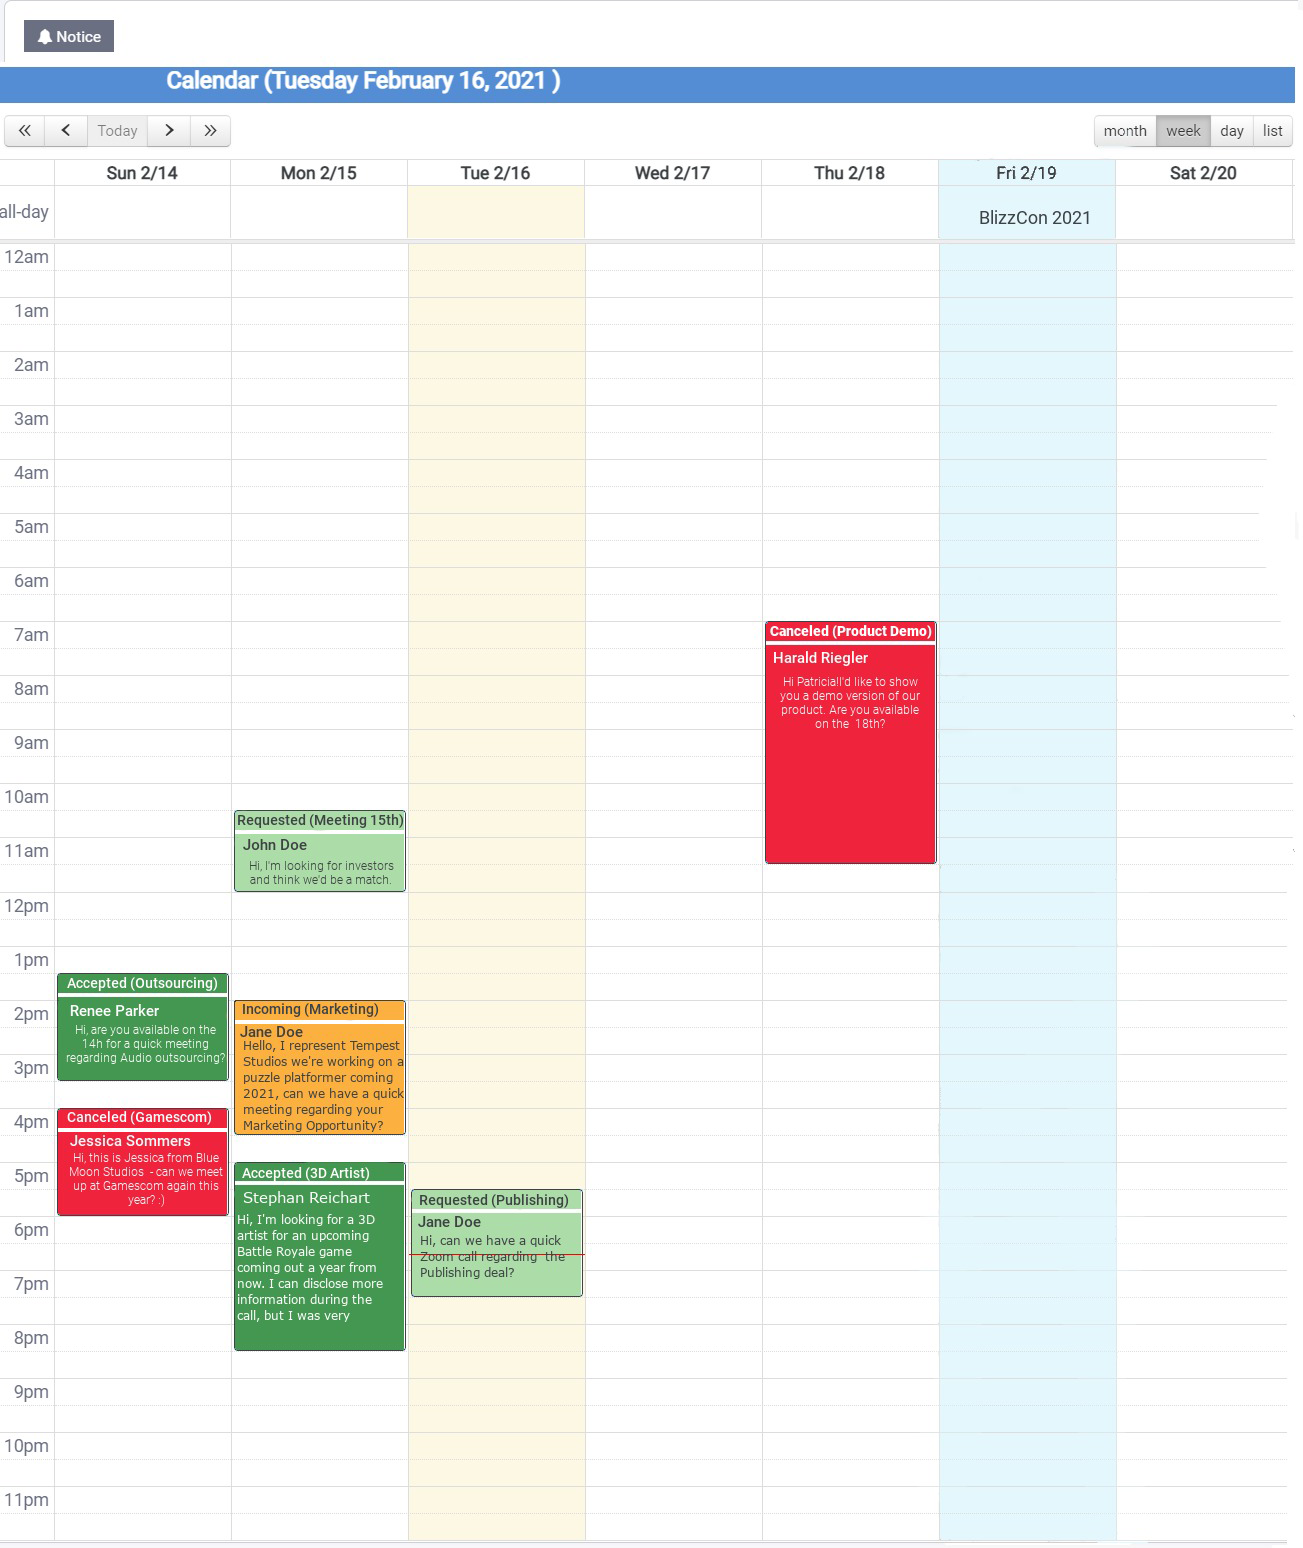 Notice
Calendar (Tuesday February 16, 2021 )
Today
month week day list
Sun 2/14 Mon 2/15 Tue 2/16 Wed 2/17 Thu 2/18 Fri 2/19 Sat 2/20
all-day
BlizzCon 2021
12am
1am
2am
3am
4am
5am
6am
7am
8am
9am
10am
11am
12pm
1pm
2pm
3pm
4pm
5pm
6pm
7pm
8pm
9pm
10pm
11pm
Accepted (Outsourcing)
Renee Parker
Hi, are you available on the
14h for a quick meeting
regarding Audio outsourcing?
Canceled (Gamescom)
Jessica Sommers
Hi, this is Jessica from Blue
Moon Studios - can we meet
up at Gamescom again this
year? :)
Requested (Meeting 15th)
John Doe
Hi, I'm looking for investors
and think we'd be a match.
Incoming (Marketing)
Jane Doe
Hello, I represent Tempest
Studios we're working on a
puzzle platformer coming
2021, can we have a quick
meeting regarding your
Marketing Opportunity?
Accepted (3D Artist)
Stephan Reichart
Hi, I'm looking for a 3D
artist for an upcoming
Battle Royale game
coming out a year from
now. I can disclose more
information during the
call, but I was very
Requested (Publishing)
Jane Doe
Hi, can we have a quick
Zoom call regarding the
Publishing deal?
Canceled (Product Demo)
Harald Riegler
Hi Patricia!I'd like to show
you a demo version of our
product. Are you available
on the 18th?